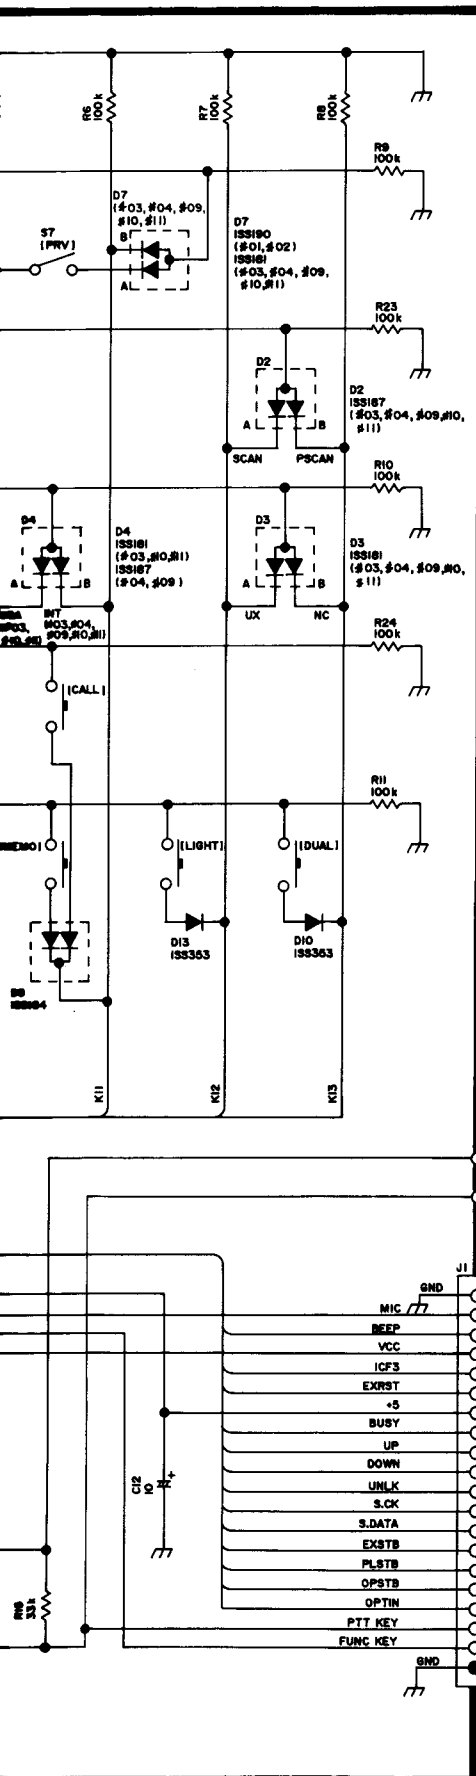 R6
100k
R7
100k
R8
100k
R9
100k
D7
(#03, #04, #09,
#10, #11)
S7
[PRV]
B
A
D7
1SS190
(#01, #02)
1SS181
(#03, #04, #09,
#10, #11)
R23
100k
D2
A
B
D2
1SS187
(#03, #04, #09, #10,
#11)
SCAN
PSCAN
R10
100k
D4
A
B
D4
1SS181
(#03, #10, #11)
1SS187
(#04, #09)
D3
A
B
D3
1SS181
(#03, #04, #09, #10,
#11)
INT
#03, #04,
#09, #10, #11)
UX
NC
R24
100k
[CALL]
R11
100k
[LIGHT]
[DUAL]
D13
1SS353
D10
1SS353
K11
K12
K13
J1
GND
MIC
BEEP
VCC
ICF3
EXRST
+5
BUSY
UP
DOWN
UNLK
S.CK
S.DATA
EXSTB
PLSTB
OPSTB
OPTIN
PTT KEY
FUNC KEY
GND
C12
10
+
33k